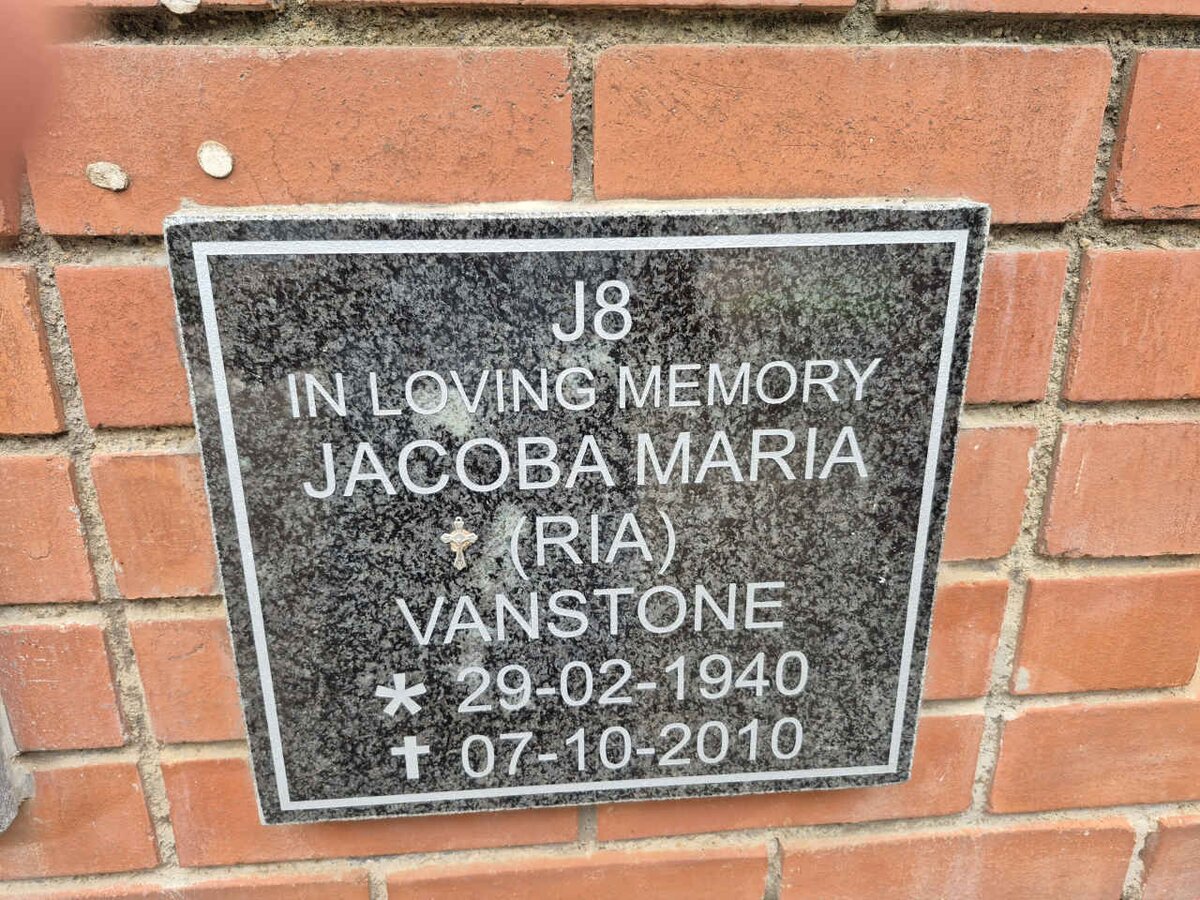 J8
IN LOVING MEMORY
JACOBA MARIA
(RIA)
VANSTONE
* 29-02-1940
✝ 07-10-2010